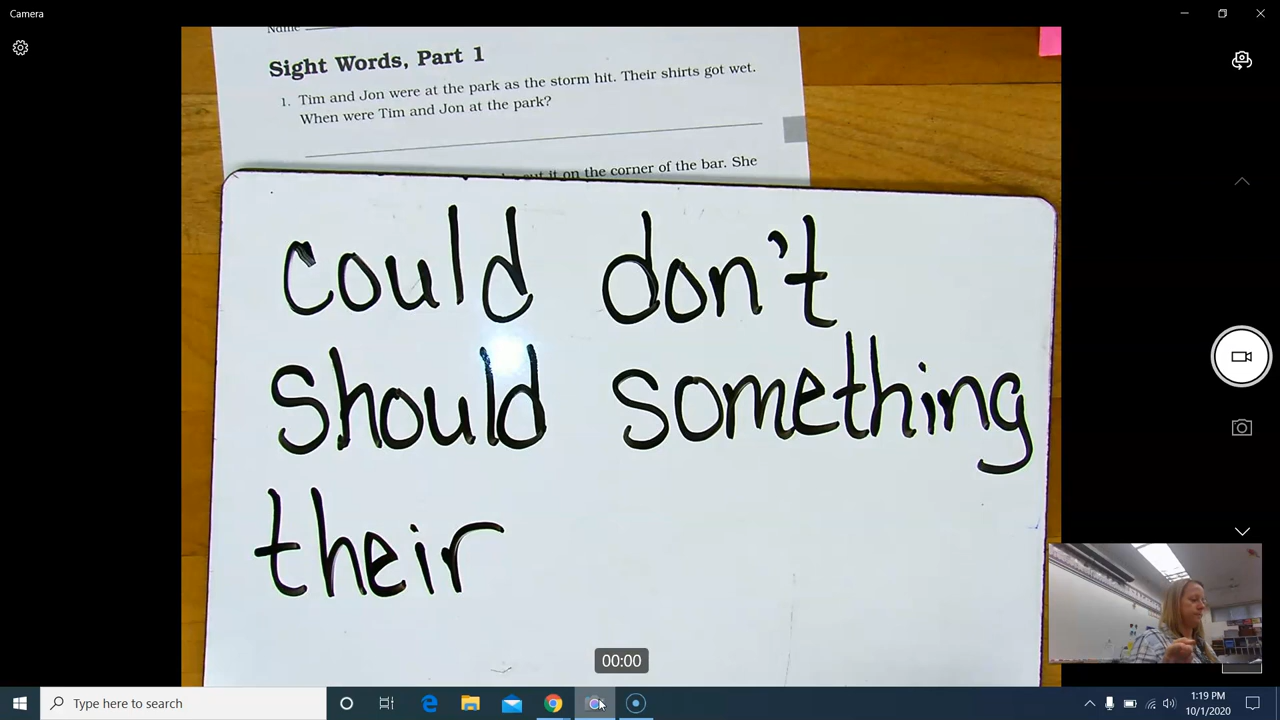 Camera
Name
Sight Words, Part 1
1. Tim and Jon were at the park as the storm hit. Their shirts got wet.
When were Tim and Jon at the park?
it on the corner of the bar. She
could don't
should something
their
00:00
Type here to search
1:19 PM
10/1/2020